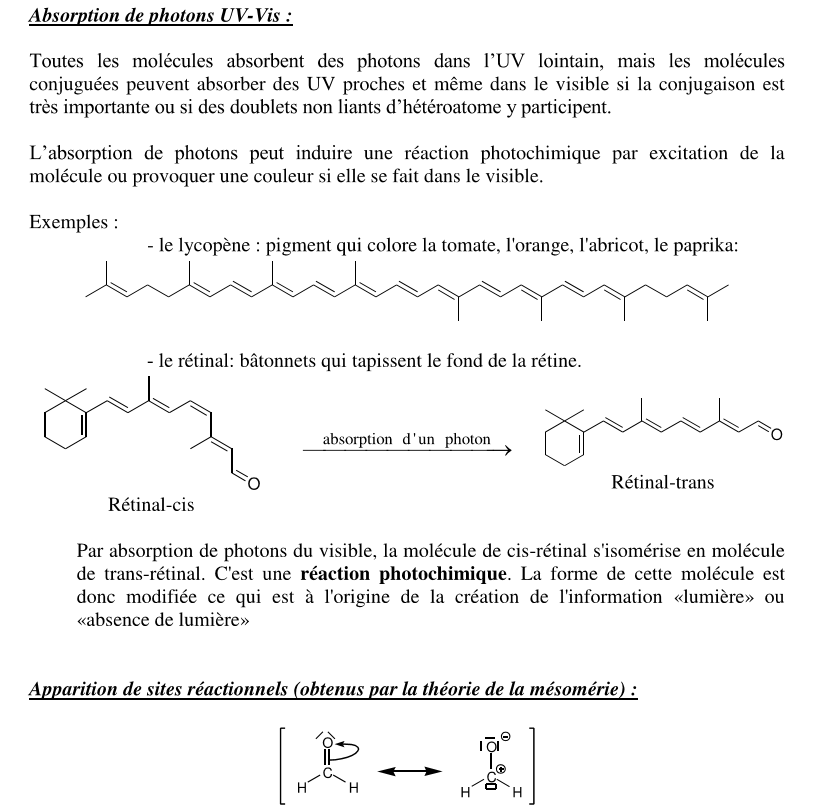 Absorption de photons UV-Vis :
Toutes les molécules absorbent des photons dans l'UV lointain, mais les molécules
conjuguées peuvent absorber des UV proches et même dans le visible si la conjugaison est
très importante ou si des doublets non liants d'hétéroatome y participent.
L'absorption de photons peut induire une réaction photochimique par excitation de la
molécule ou provoquer une couleur si elle se fait dans le visible.
Exemples :
- le lycopène : pigment qui colore la tomate, l'orange, l'abricot, le paprika:
- le rétinal: bâtonnets qui tapissent le fond de la rétine.
absorption d'un photon
O
O
Rétinal-trans
Rétinal-cis
Par absorption de photons du visible, la molécule de cis-rétinal s'isomérise en molécule
de trans-rétinal. C'est une réaction photochimique. La forme de cette molécule est
donc modifiée ce qui est à l'origine de la création de l'information «lumière» ou
«absence de lumière»
Apparition de sites réactionnels (obtenus par la théorie de la mésomérie) :
O O
C C
H H H H